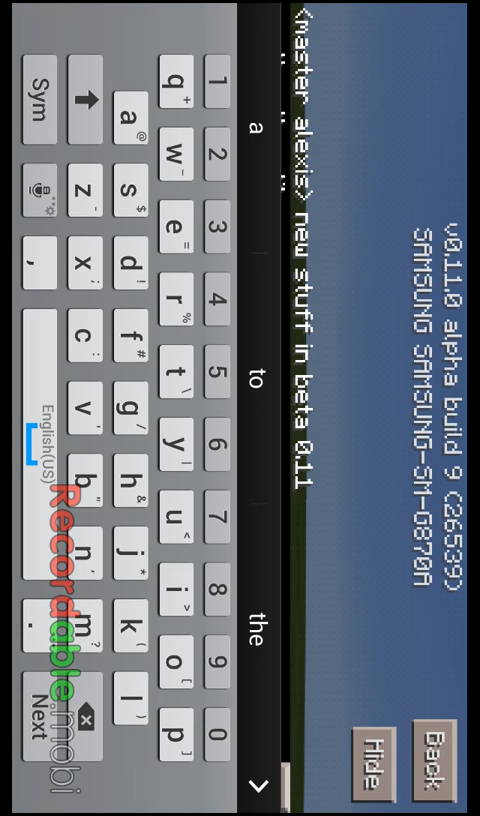 v0.11.0 alpha build 9 (26539)
SAMSUNG SAMSUNG-SM-G870A
Back
Hide
<master alexis> new stuff in beta 0.11
a to the
1 2 3 4 5 6 7 8 9 0
q+ w- e= r% t\ y| u< i> o[ p]
a@ s$ d! f# g/ h& j* k( l)
z- x; c: v' b" n, m?
Sym , English(US) . Next
Recordable.mobi